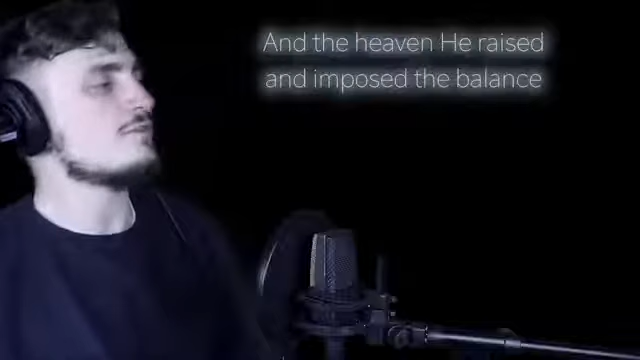 And the heaven He raised
and imposed the balance